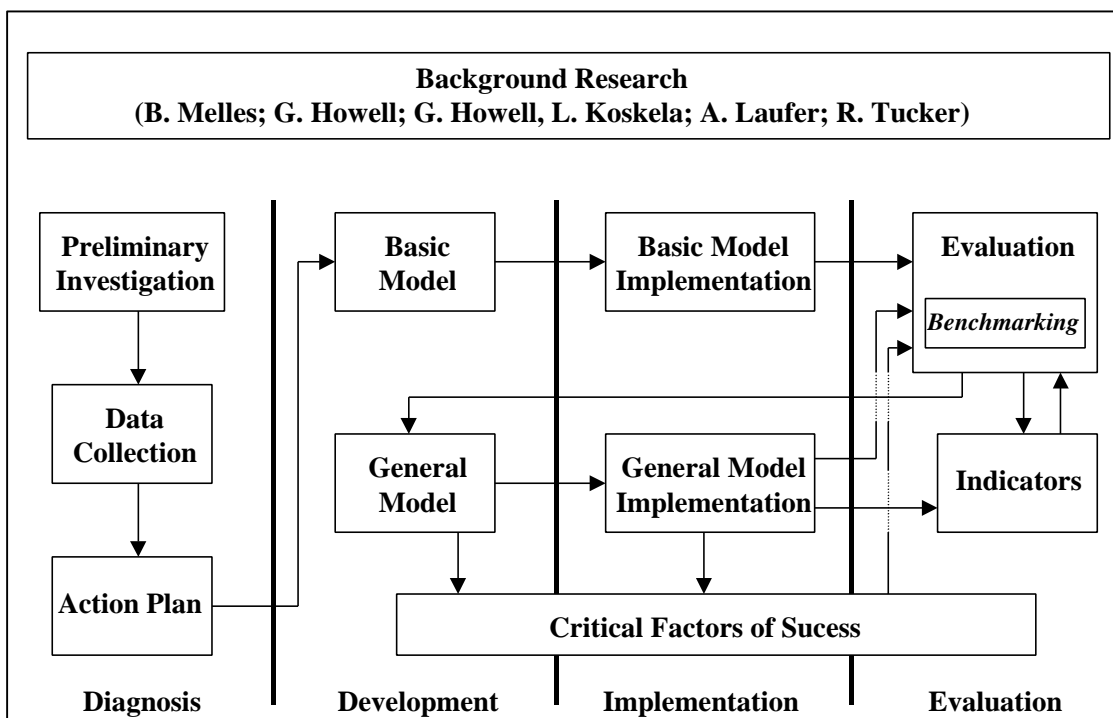 Background Research
(B. Melles; G. Howell; G. Howell, L. Koskela; A. Laufer; R. Tucker)
Preliminary
Investigation
Data
Collection
Action Plan
Diagnosis
Basic
Model
General
Model
Development
Basic Model
Implementation
General Model
Implementation
Critical Factors of Sucess
Implementation
Evaluation
Benchmarking
Indicators
Evaluation